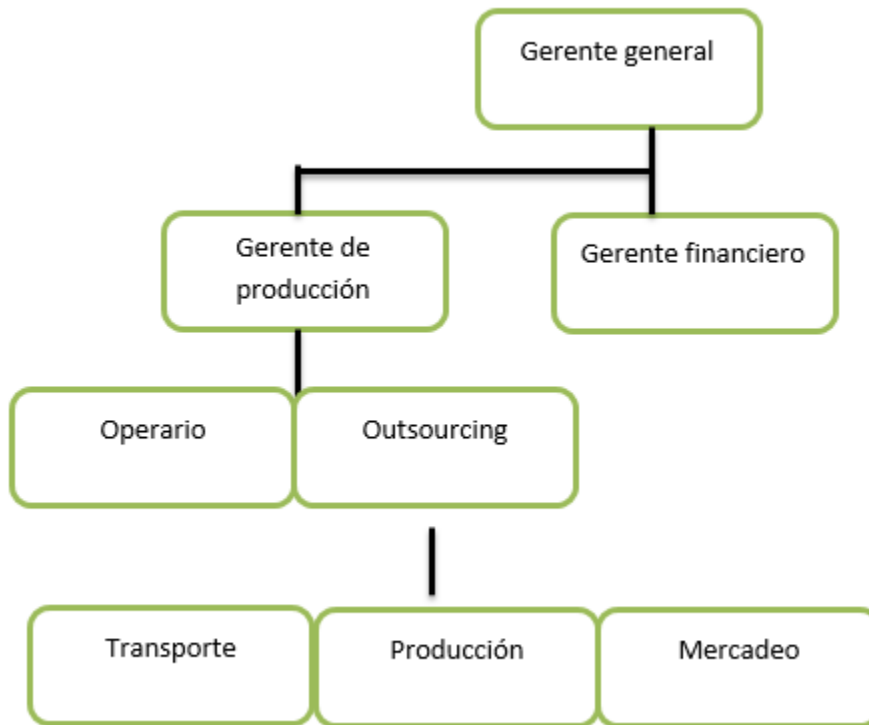 Gerente general
Gerente de
producción
Gerente financiero
Operario
Outsourcing
Transporte
Producción
Mercadeo